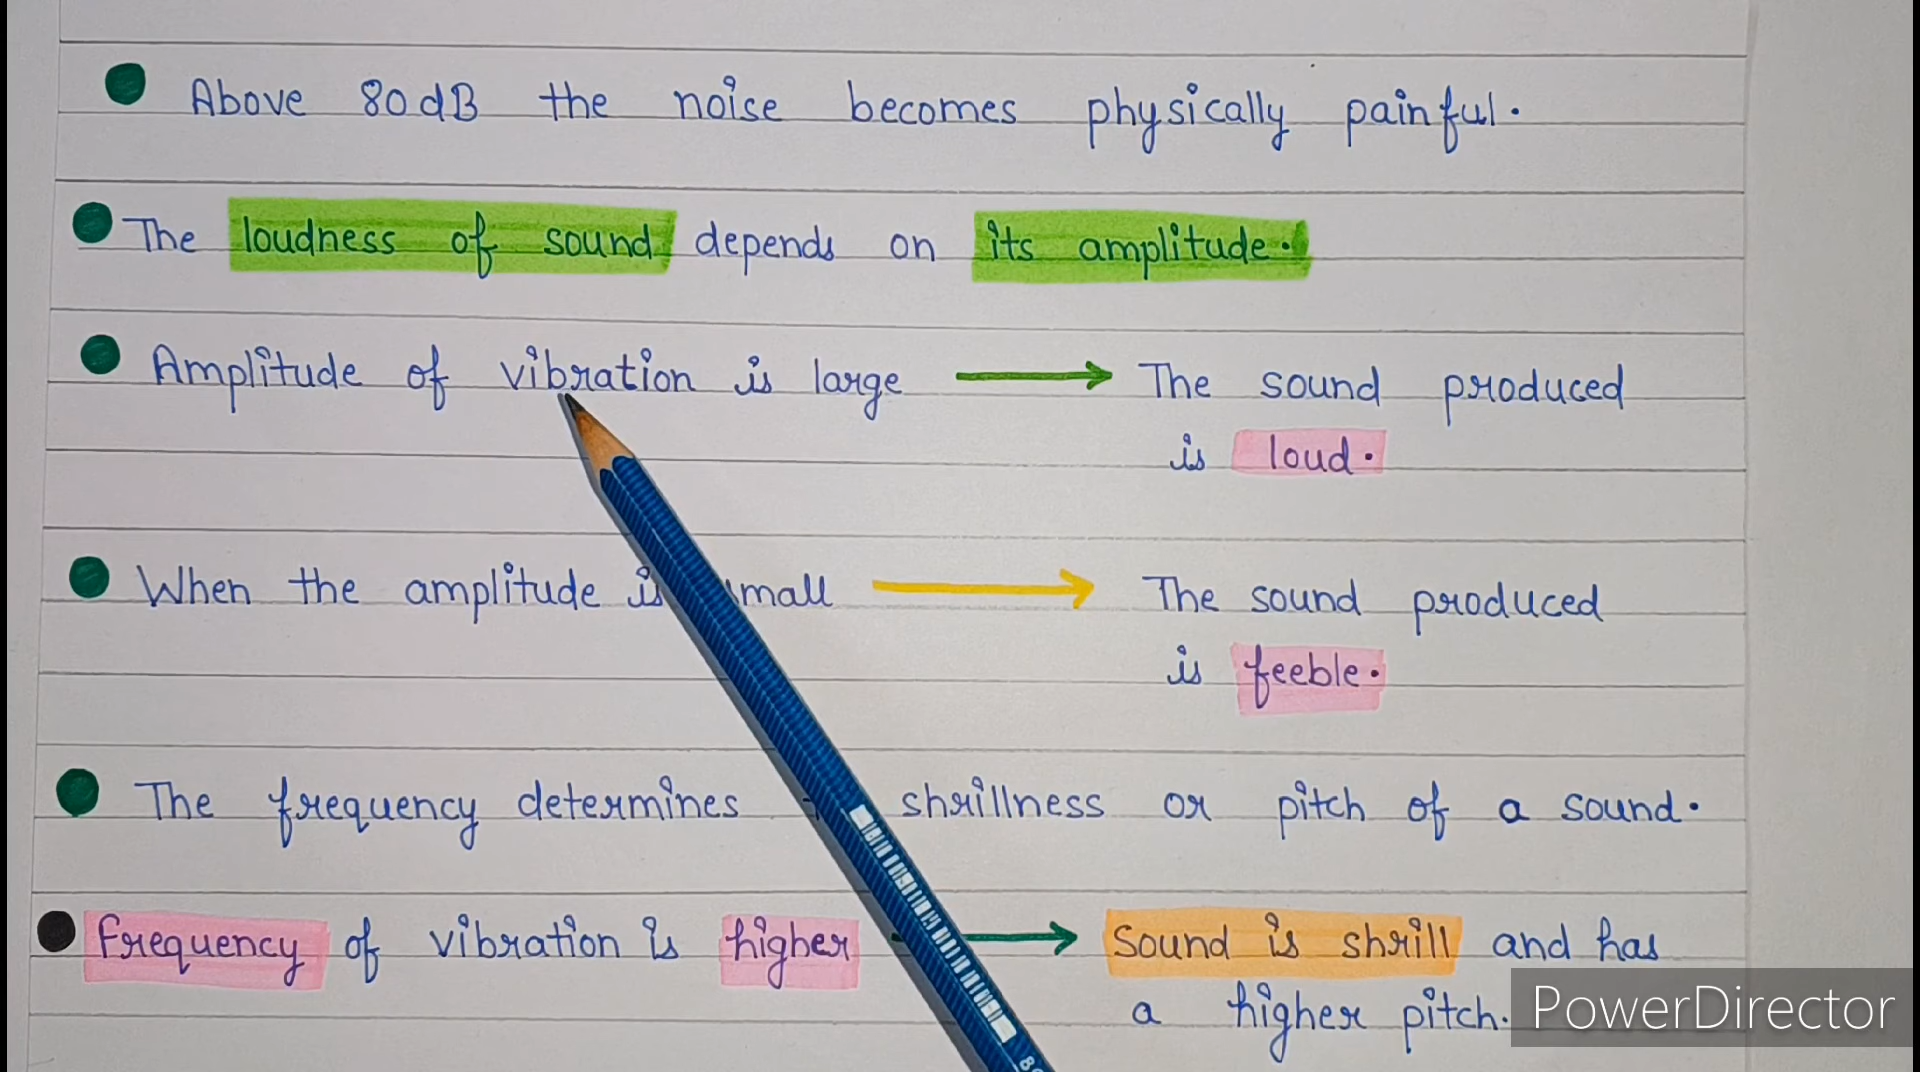 Above 80 dB the noise becomes physically painful.
The loudness of sound depends on its amplitude.
Amplitude of vibration is large → The sound produced
is loud.
When the amplitude is small → The sound produced
is feeble.
The frequency determines shrillness or pitch of a sound.
Frequency of vibration is higher → Sound is shrill and has
a higher pitch.
PowerDirector